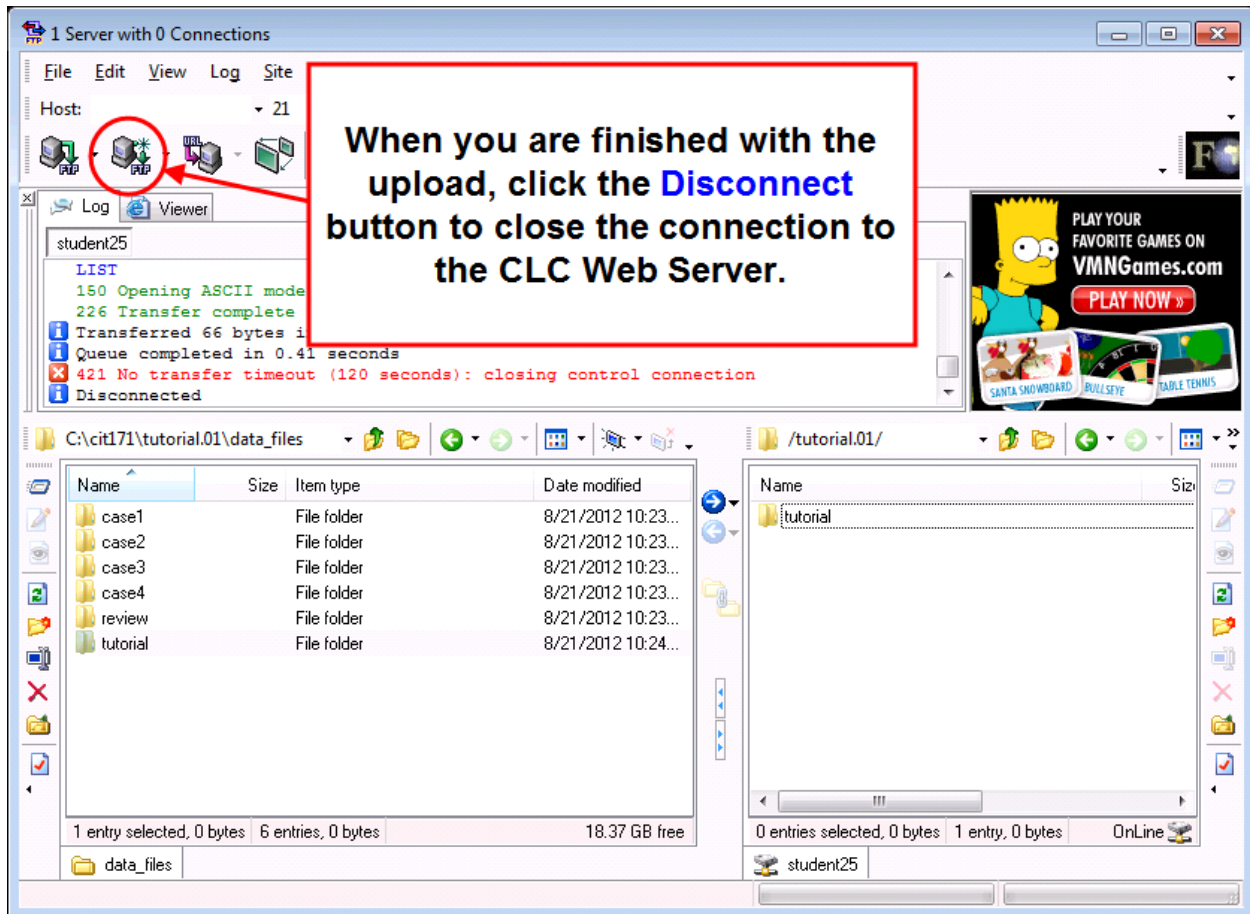 1 Server with 0 Connections
File Edit View Log Site
Host: 21
When you are finished with the
upload, click the Disconnect
button to close the connection to
the CLC Web Server.
Log Viewer
student25
LIST
150 Opening ASCII mode
226 Transfer complete
Transferred 66 bytes
Queue completed in 0.41 seconds
421 No transfer timeout (120 seconds): closing control connection
Disconnected
PLAY YOUR
FAVORITE GAMES ON
VMNGames.com
PLAY NOW »
SANTA SNOWBOARD BULLSEYE TABLE TENNIS
C:\cit171\tutorial.01\data_files
Name Size Item type Date modified
case1 File folder 8/21/2012 10:23...
case2 File folder 8/21/2012 10:23...
case3 File folder 8/21/2012 10:23...
case4 File folder 8/21/2012 10:23...
review File folder 8/21/2012 10:23...
tutorial File folder 8/21/2012 10:24...
1 entry selected, 0 bytes 6 entries, 0 bytes 18.37 GB free
data_files
/tutorial.01/
Name
tutorial
0 entries selected, 0 bytes 1 entry, 0 bytes OnLine
student25